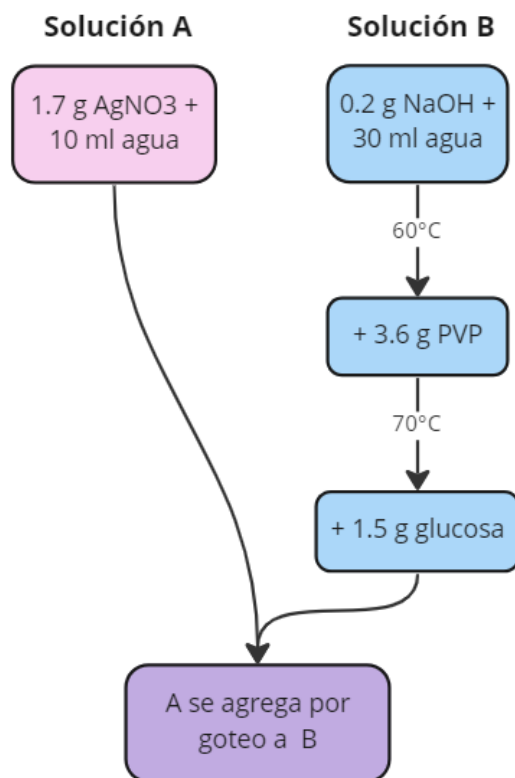 Solución A
1.7 g AgNO3 +
10 ml agua
Solución B
0.2 g NaOH +
30 ml agua
60°C
+ 3.6 g PVP
70°C
+ 1.5 g glucosa
A se agrega por
goteo a B